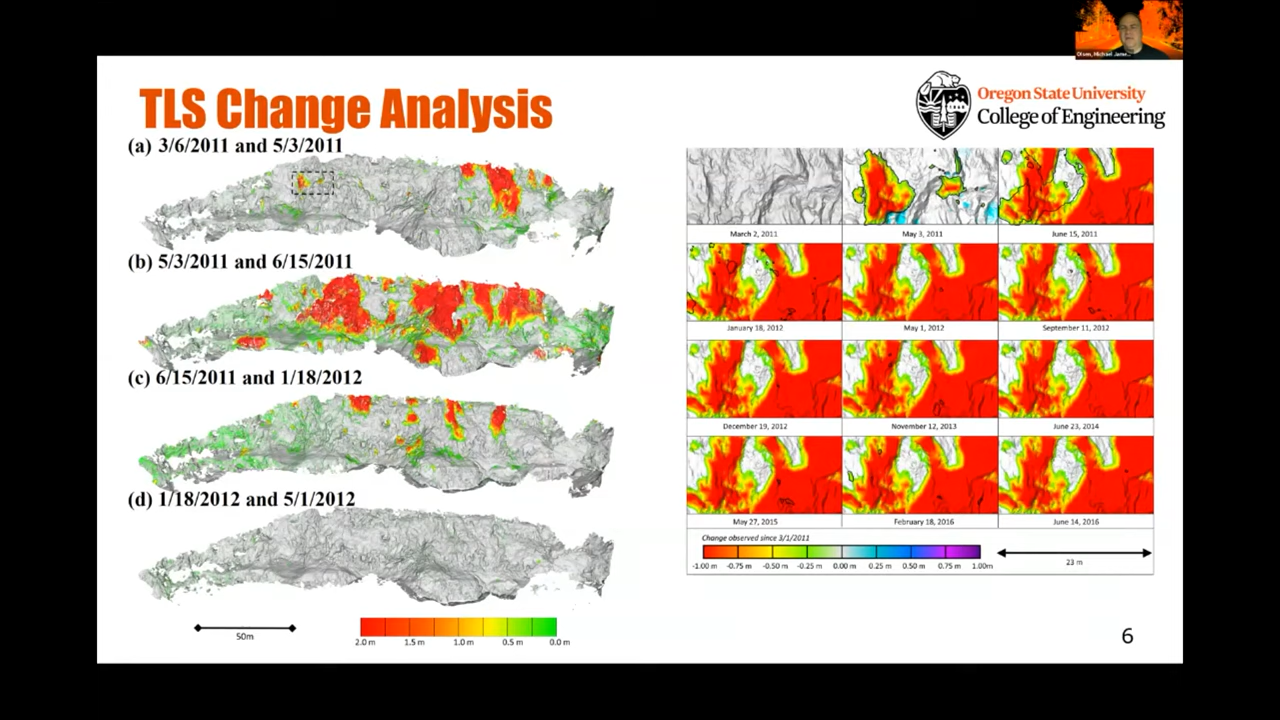 Olsen, Michael Jame...
TLS Change Analysis
Oregon State University
College of Engineering
(a) 3/6/2011 and 5/3/2011
(b) 5/3/2011 and 6/15/2011
(c) 6/15/2011 and 1/18/2012
(d) 1/18/2012 and 5/1/2012
50m
2.0 m 1.5 m 1.0 m 0.5 m 0.0 m
March 2, 2011 May 3, 2011 June 15, 2011
January 18, 2012 May 1, 2012 September 11, 2012
December 19, 2012 November 12, 2013 June 23, 2014
May 27, 2015 February 18, 2016 June 14, 2016
Change observed since 3/1/2011
-1.00 m -0.75 m -0.50 m -0.25 m 0.00 m 0.25 m 0.50 m 0.75 m 1.00m
23 m
6